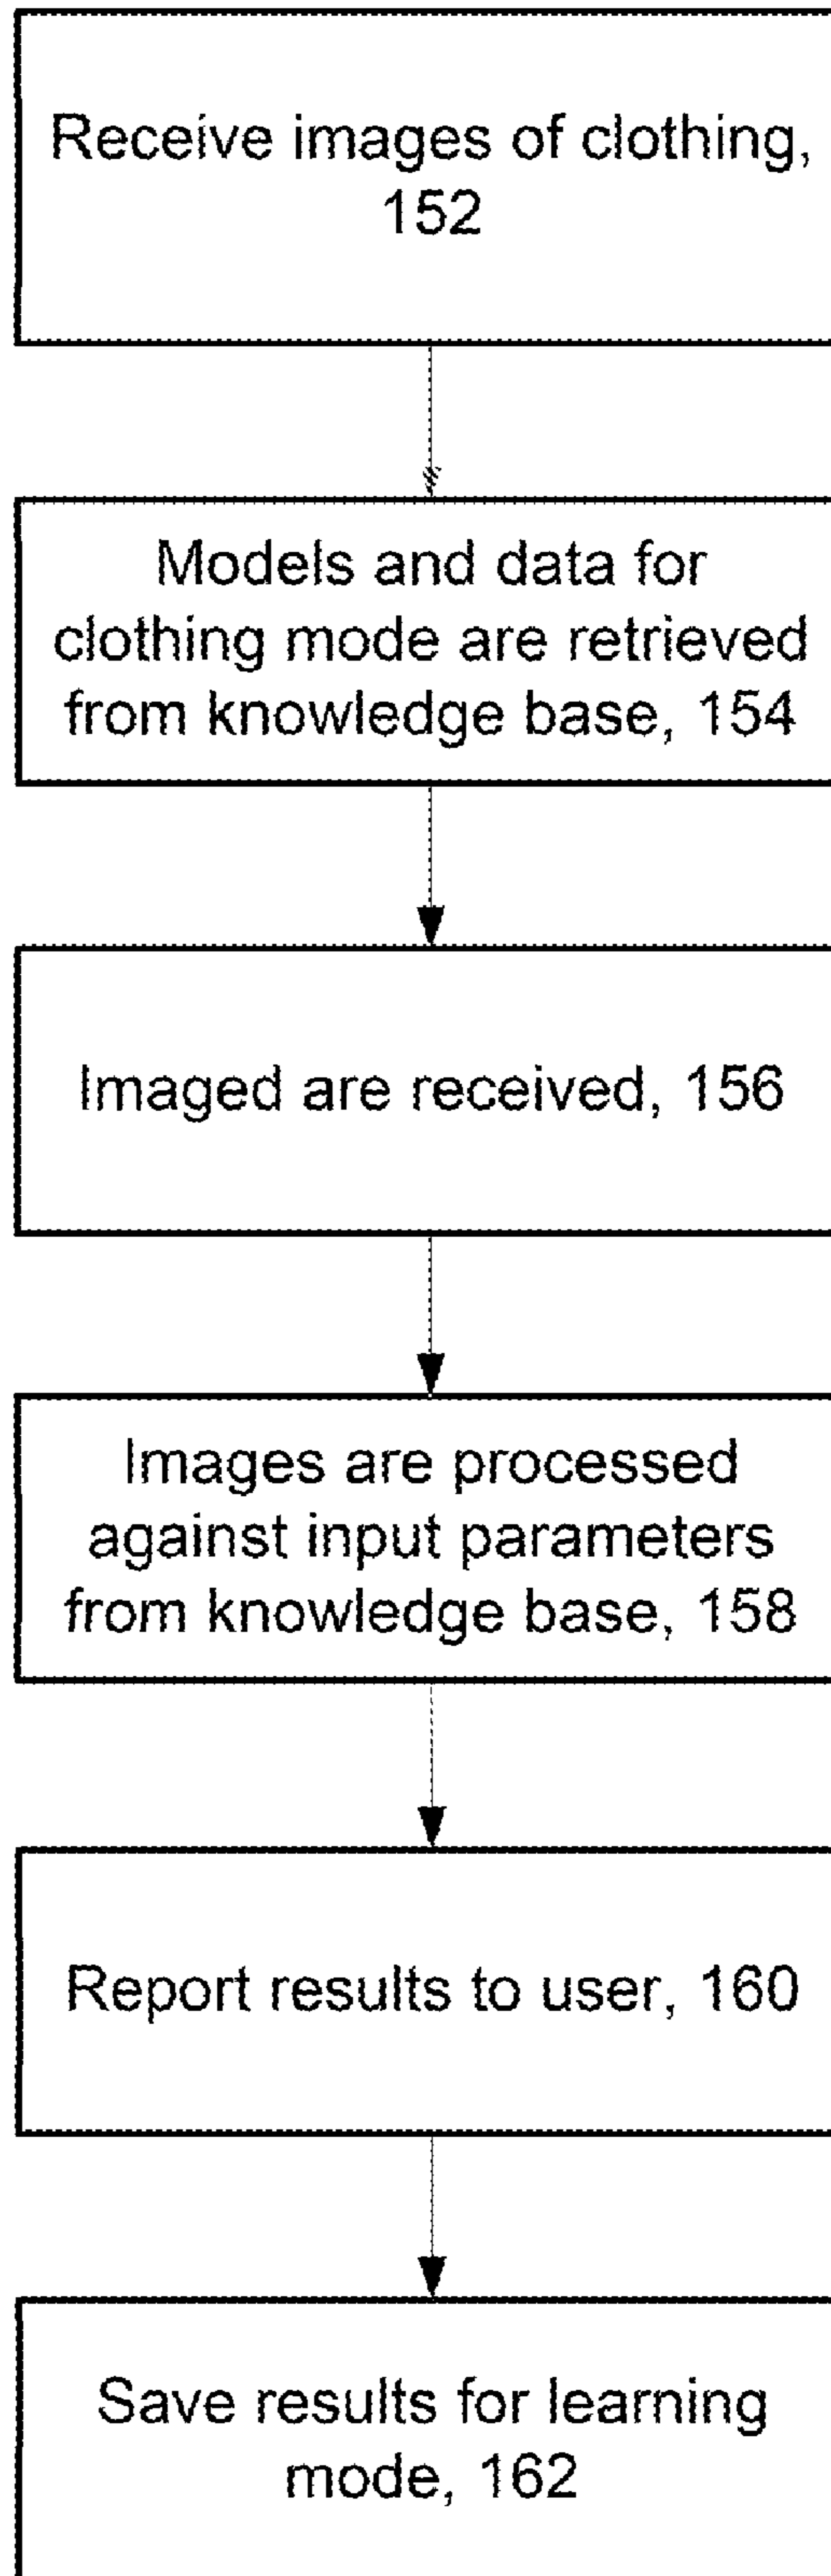 Receive images of clothing,
152
Models and data for
clothing mode are retrieved
from knowledge base, 154
Imaged are received, 156
Images are processed
against input parameters
from knowledge base, 158
Report results to user, 160
Save results for learning
mode, 162